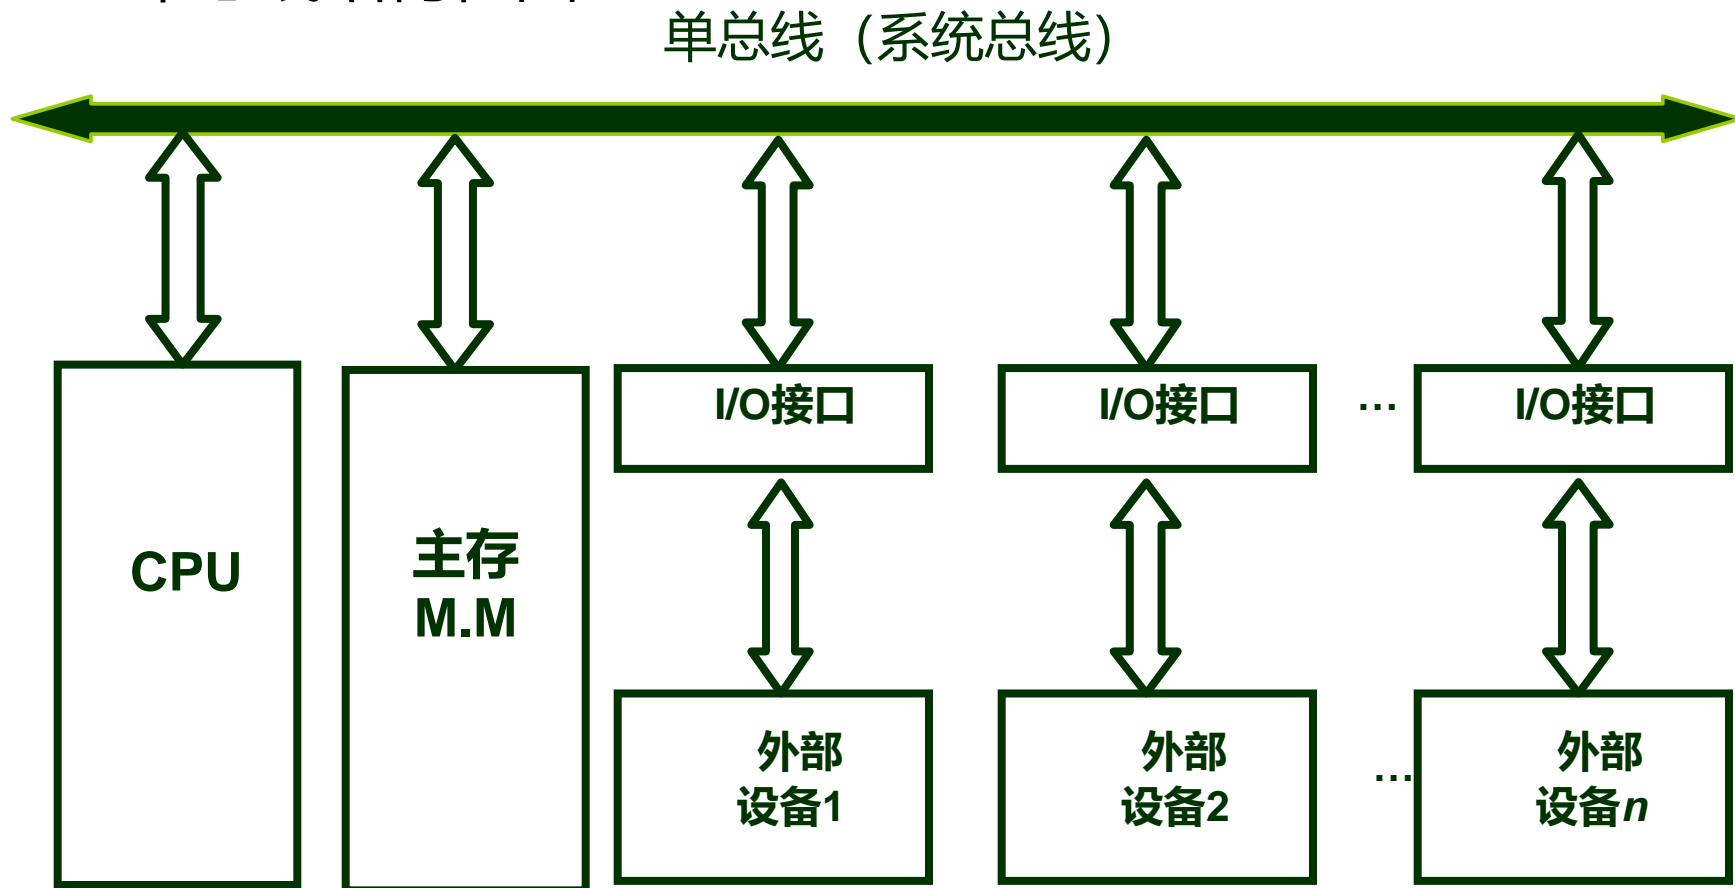 单总线（系统总线）
I/O接口
I/O接口
…
I/O接口
CPU
主存
M.M
外部
设备1
外部
设备2
…
外部
设备n